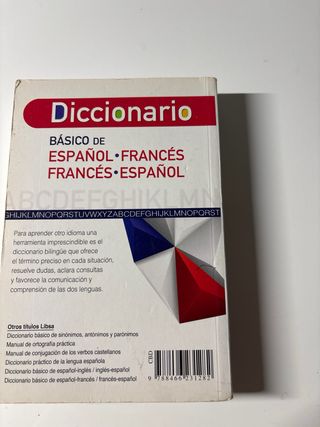 Diccionario
BÁSICO DE
ESPAÑOL•FRANCÉS
FRANCÉS•ESPAÑOL
ABCDEFGHIJKLMN
GHIJKLMNOPQRSTUVWXYZABCDEFGHIJKLMNOPQRST
Para aprender otro idioma una
herramienta imprescindible es el
diccionario bilingüe que ofrece
el término preciso en cada situación,
resuelve dudas, aclara consultas
y favorece la comunicación y
comprensión de las dos lenguas.
Otros títulos Libsa
Diccionario básico de sinónimos, antónimos y parónimos
Manual de ortografía práctica
Manual de conjugación de los verbos castellanos
Diccionario práctico de la lengua española
Diccionario básico de español-inglés / inglés-español
Diccionario básico de español-francés / francés-español
CBD
9 788466 231282